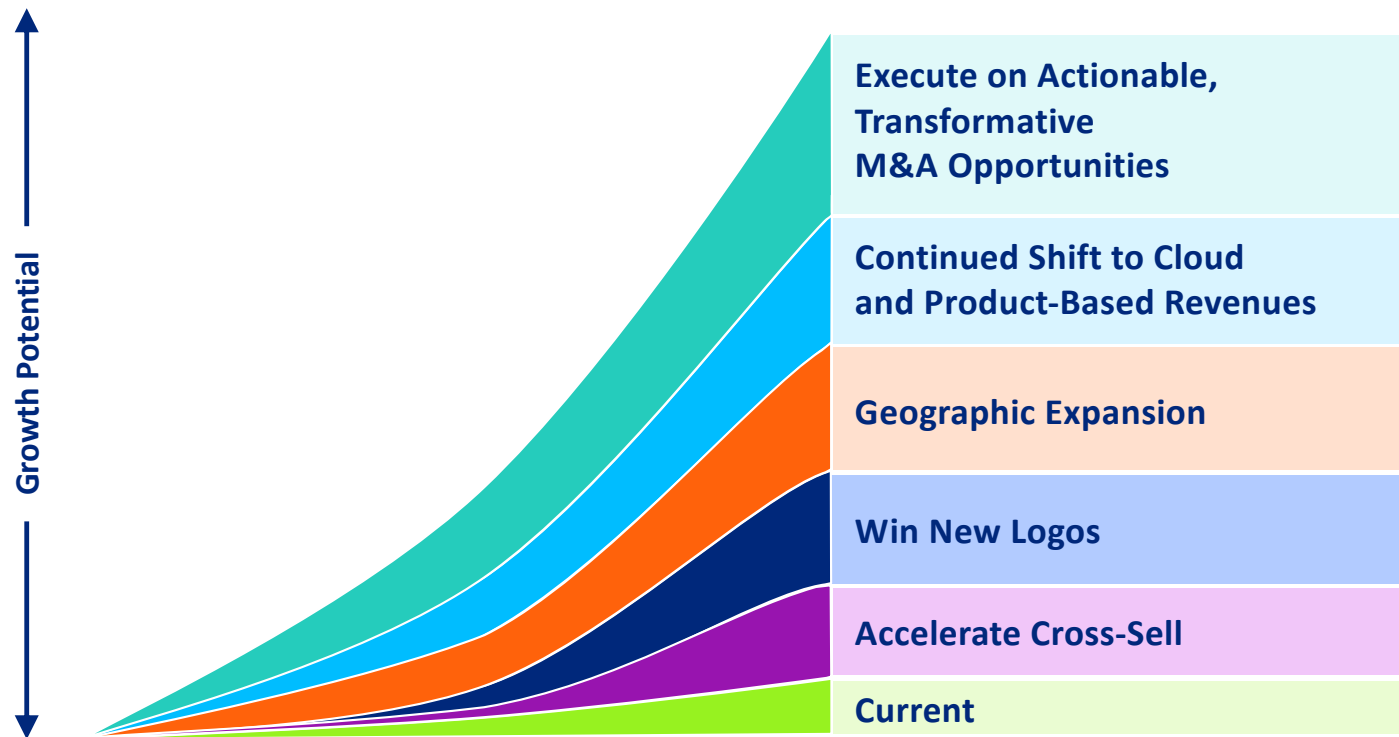 Growth Potential
Execute on Actionable,
Transformative
M&A Opportunities
Continued Shift to Cloud
and Product-Based Revenues
Geographic Expansion
Win New Logos
Accelerate Cross-Sell
Current